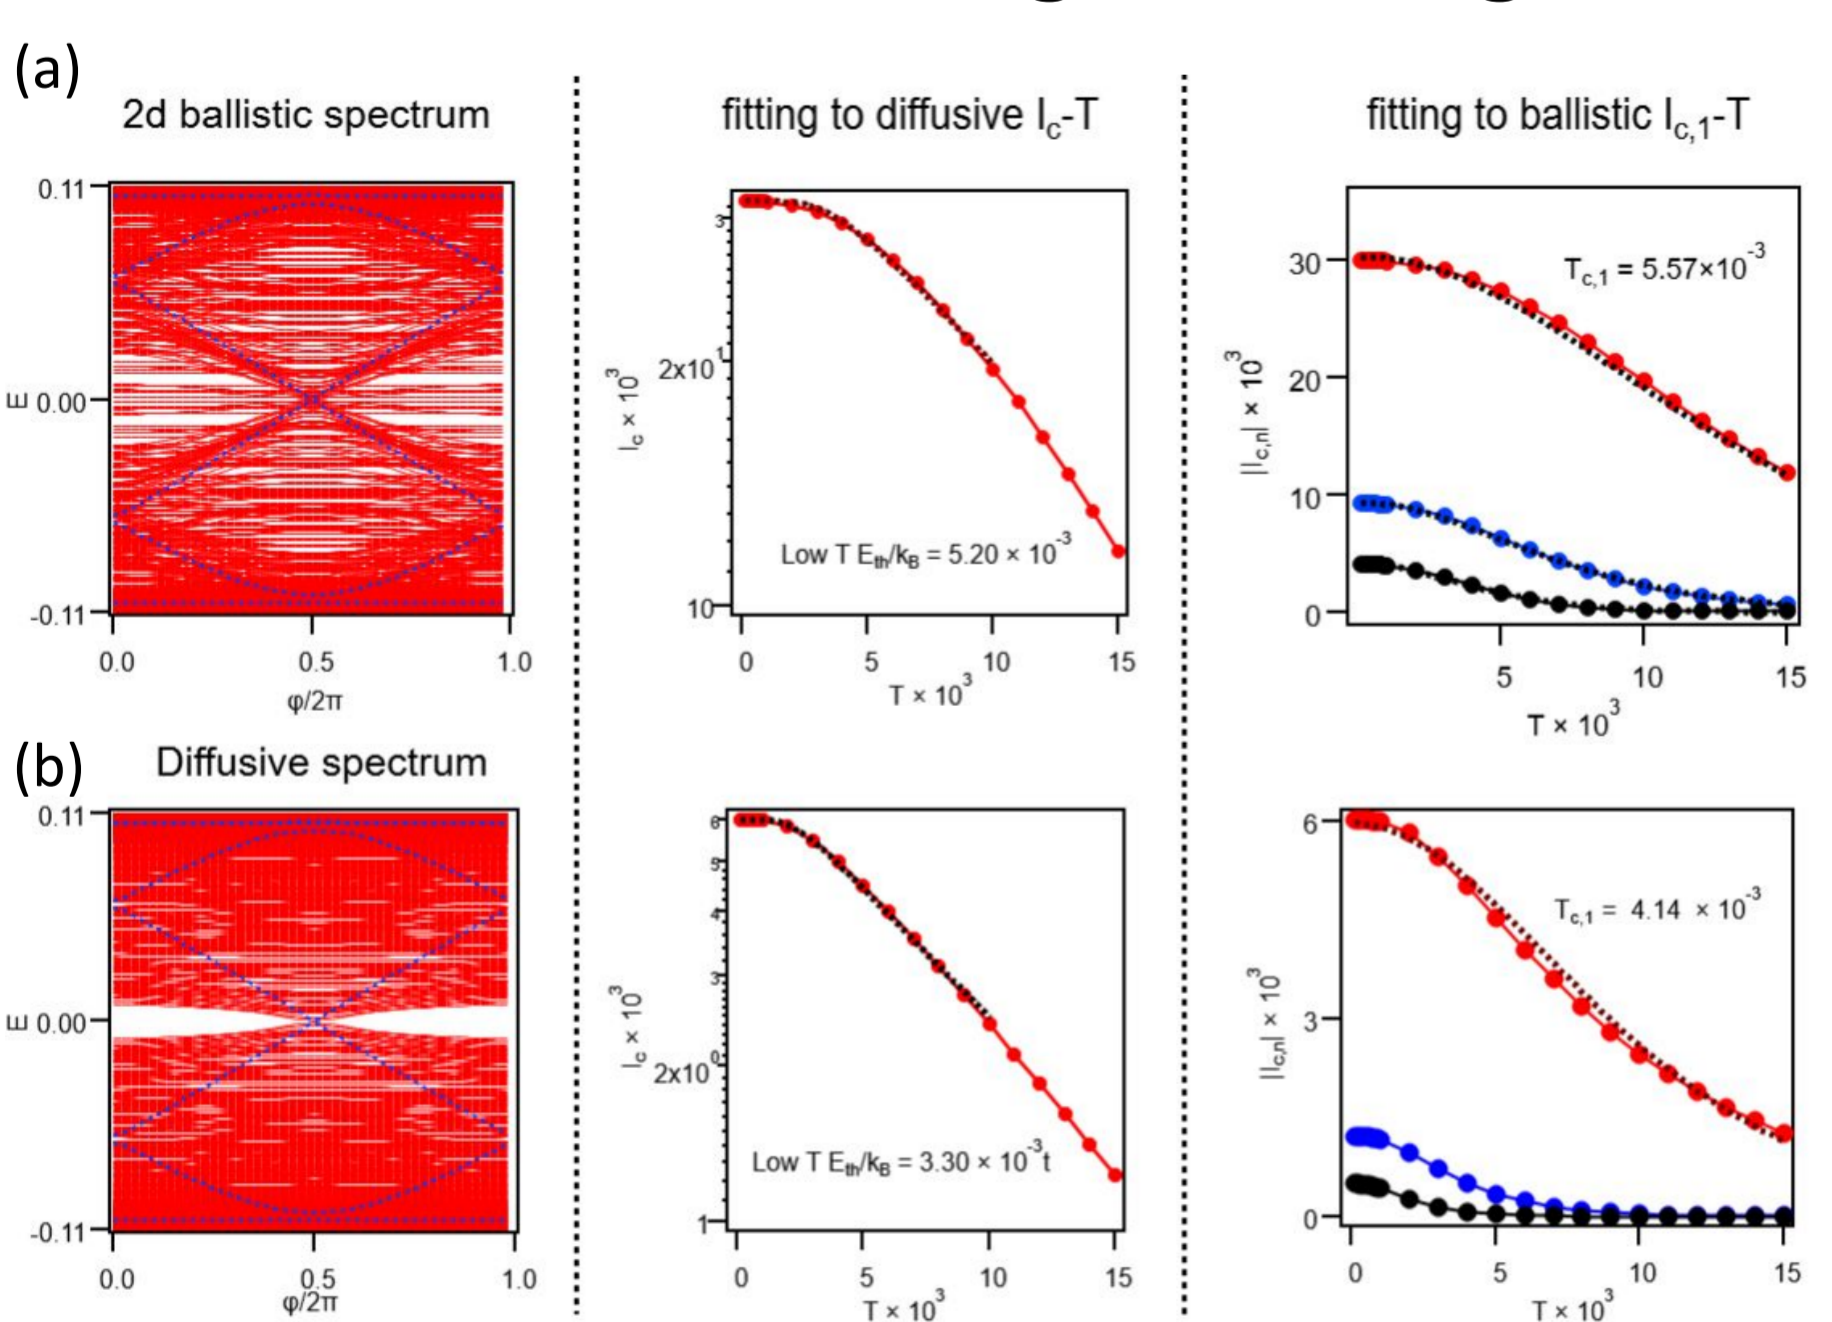 (a)
2d ballistic spectrum
0.11
E 0.00
-0.11
0.0 0.5 1.0
φ/2π
fitting to diffusive Ic-T
3
2x10¹
10
Ic × 10³
Low T Eth/kB = 5.20 × 10⁻³
0 5 10 15
T × 10³
fitting to ballistic Ic,1-T
30
20
10
0
||c,n| × 10³
Tc,1 = 5.57×10⁻³
5 10 15
T × 10³
(b)
Diffusive spectrum
0.11
E 0.00
-0.11
0.0 0.5 1.0
φ/2π
6
5
4
3
2x10⁰
1
Ic × 10³
Low T Eth/kB = 3.30 × 10⁻³t
0 5 10 15
T × 10³
6
3
0
|Ic,n| × 10³
Tc,1 = 4.14 × 10⁻³
0 5 10 15
T × 10³